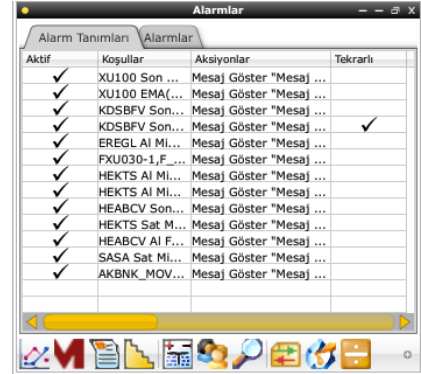 Alarmlar
Alarm Tanımları Alarmlar
Aktif Koşullar Aksiyonlar Tekrarlı
XU100 Son ... Mesaj Göster "Mesaj ...
XU100 EMA(... Mesaj Göster "Mesaj ...
KDSBFV Son... Mesaj Göster "Mesaj ...
KDSBFV Son... Mesaj Göster "Mesaj ...
EREGL Al Mi... Mesaj Göster "Mesaj ...
FXU030-1,F_... Mesaj Göster "Mesaj ...
HEKTS Al Mi... Mesaj Göster "Mesaj ...
HEKTS Al Mi... Mesaj Göster "Mesaj ...
HEABCV Son... Mesaj Göster "Mesaj ...
HEKTS Sat M... Mesaj Göster "Mesaj ...
HEABCV Al F... Mesaj Göster "Mesaj ...
SASA Sat Mi... Mesaj Göster "Mesaj ...
AKBNK_MOV... Mesaj Göster "Mesaj ...